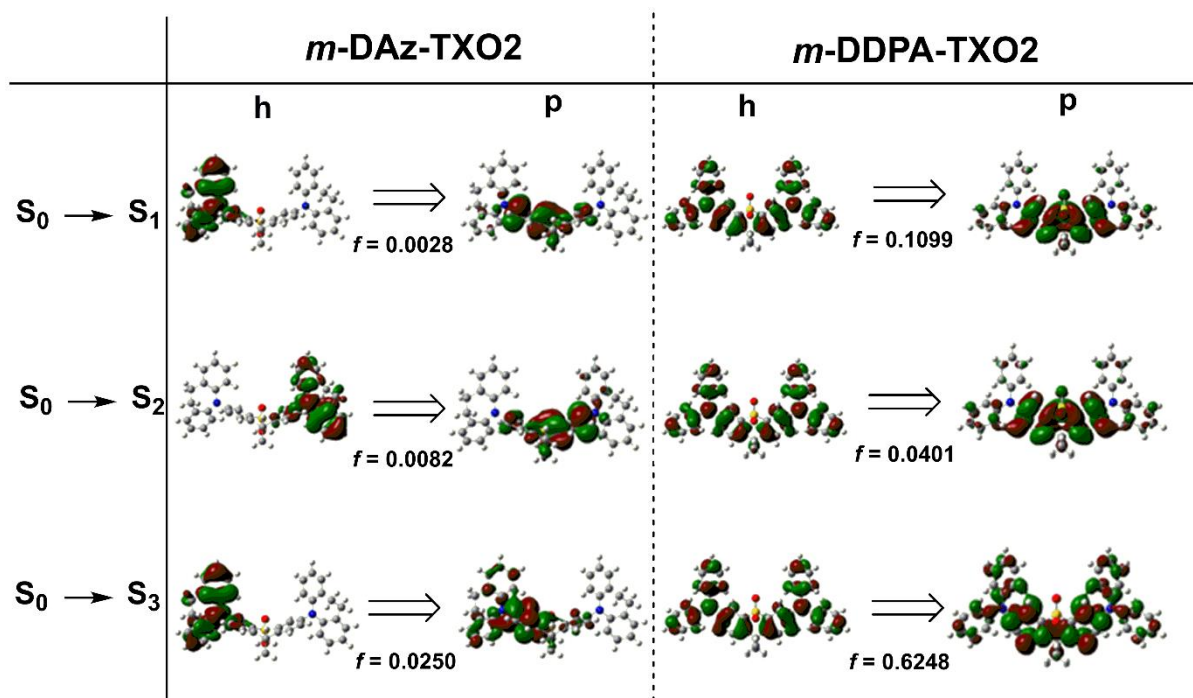 m-DAz-TXO2 m-DDPA-TXO2
h p h p
S0 → S1 f = 0.0028 f = 0.1099
S0 → S2 f = 0.0082 f = 0.0401
S0 → S3 f = 0.0250 f = 0.6248